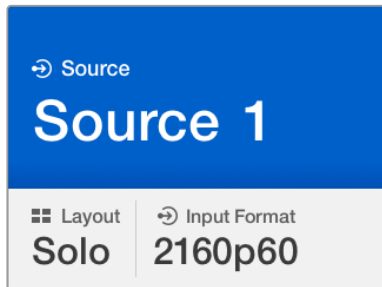 Source
Source 1
Layout
Solo
Input Format
2160p60